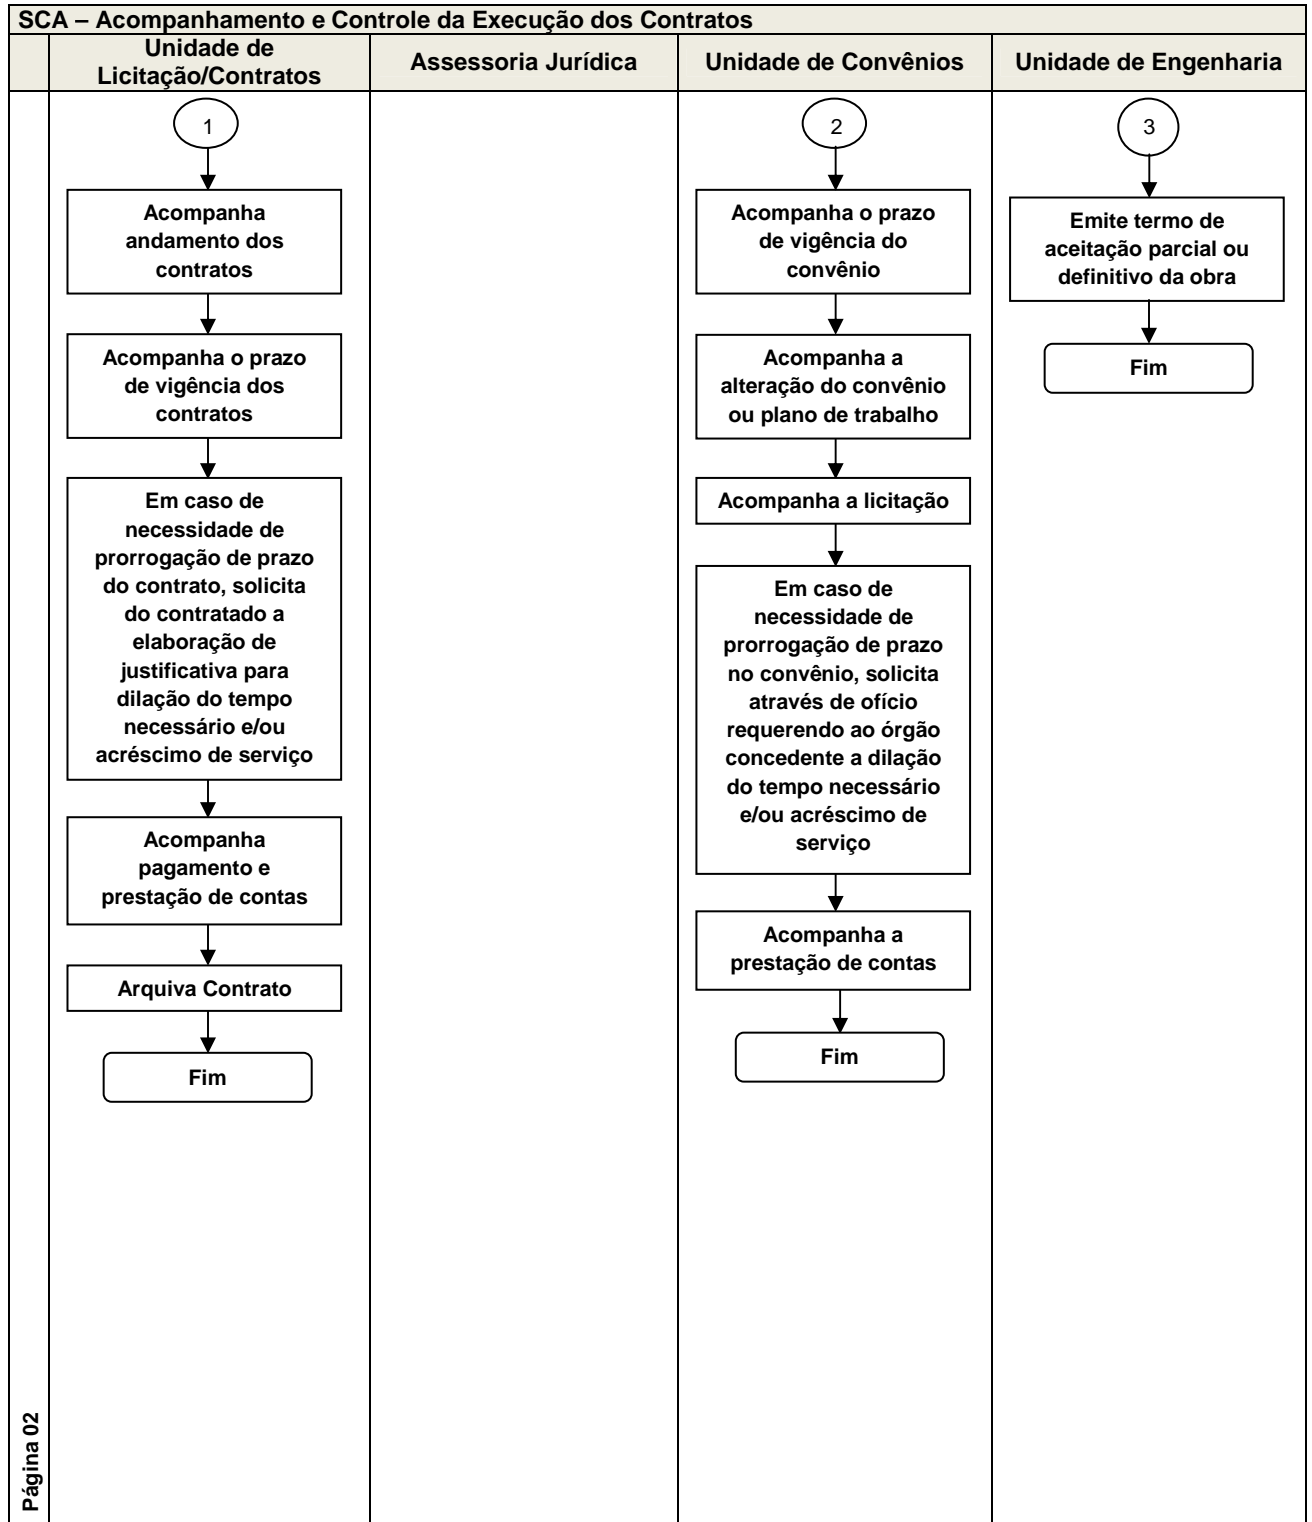 SCA – Acompanhamento e Controle da Execução dos Contratos
Unidade de
Licitação/Contratos
Assessoria Jurídica
Unidade de Convênios
Unidade de Engenharia
1
Acompanha
andamento dos
contratos
Acompanha o prazo
de vigência dos
contratos
Em caso de
necessidade de
prorrogação de prazo
do contrato, solicita
do contratado a
elaboração de
justificativa para
dilação do tempo
necessário e/ou
acréscimo de serviço
Acompanha
pagamento e
prestação de contas
Arquiva Contrato
Fim
2
Acompanha o prazo
de vigência do
convênio
Acompanha a
alteração do convênio
ou plano de trabalho
Acompanha a licitação
Em caso de
necessidade de
prorrogação de prazo
no convênio, solicita
através de ofício
requerendo ao órgão
concedente a dilação
do tempo necessário
e/ou acréscimo de
serviço
Acompanha a
prestação de contas
Fim
3
Emite termo de
aceitação parcial ou
definitivo da obra
Fim
Página 02